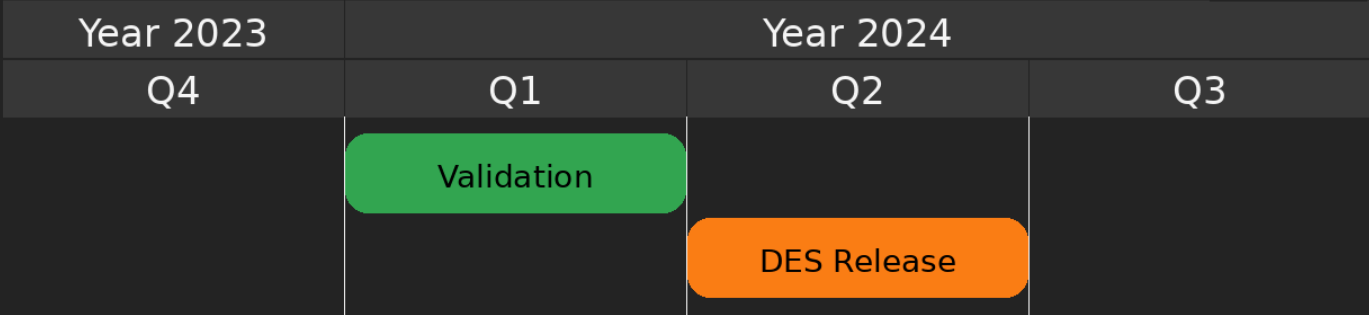 Year 2023 Year 2024
Q4 Q1 Q2 Q3
Validation
DES Release